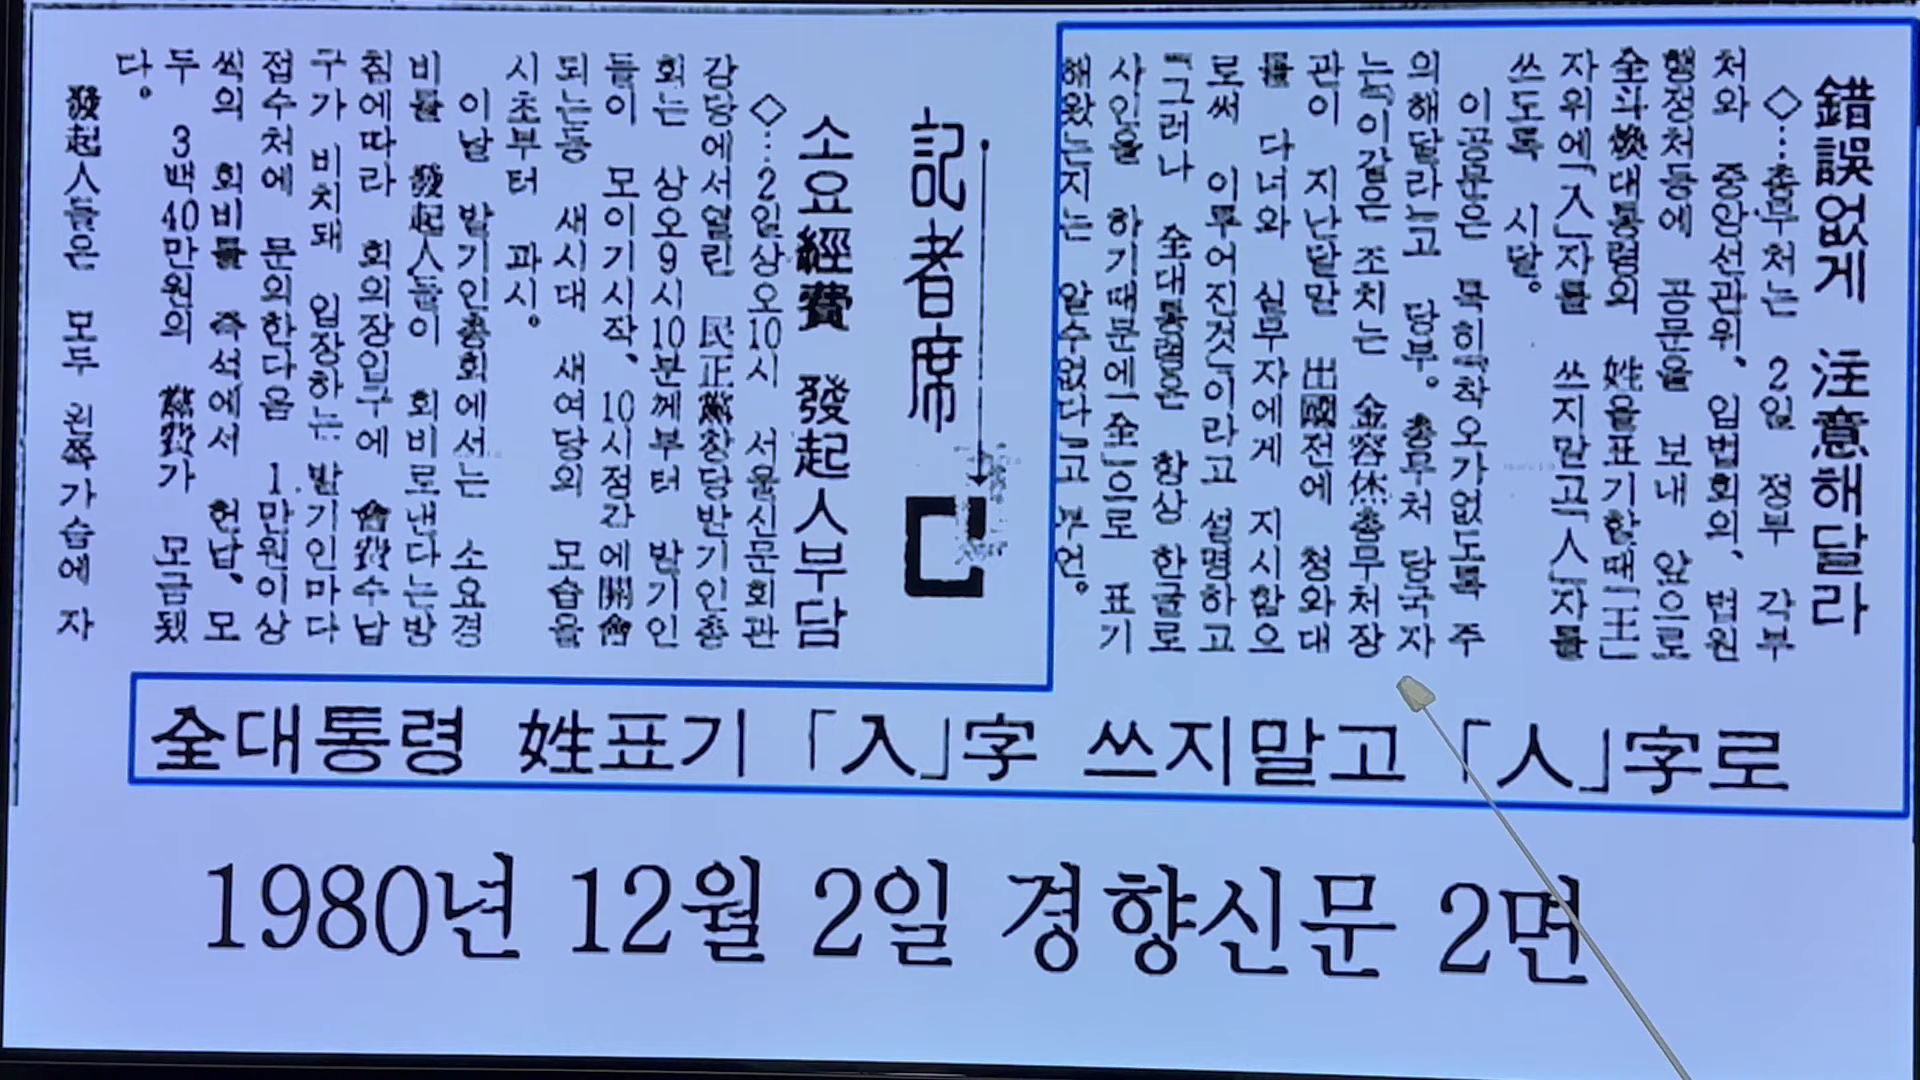 錯誤없게 注意해달라
◇…총무처는 2일 정부 각부
처와 중앙선관위、입법회의、법원
행정처등에 공문을 보내 앞으로
全斗煥대통령의 姓을표기할때「王」
자위에「入」자를 쓰지말고「人」자를
쓰도록 시달。
이공문은 특히「착오가없도록 주
의해달라」고 당부。총무처 당국자
는「이같은 조치는 金容休총무처장
관이 지난달말 出國전에 청와대
를 다녀와 실무자에게 지시함으
로써 이루어진것」이라고 설명하고
「그러나 全대통령은 항상 한글로
사인을 하기때문에「全」으로 표기
해왔는지는 알수없다」고 부언。
全대통령 姓표기「入」字 쓰지말고「人」字로
記者席
소요經費 發起人부담
◇…2일상오10시 서울신문회관
강당에서열린 民正黨창당발기인총
회는 상오9시10분께부터 발기인
들이 모이기시작、10시정각에開會
되는등 새시대 새여당의 모습을
시초부터 과시。
이날 발기인총회에서는 소요경
비를 發起人들이 회비로낸다는방
침에따라 회의장입구에 會費수납
구가 비치돼 입장하는 발기인마다
접수처에 문의한다음 1만원이상
씩의 회비를 즉석에서 헌납、모
두 3백40만원의 黨費가 모금됐
다。
發起人들은 모두 왼쪽가슴에 자
1980년 12월 2일 경향신문 2면